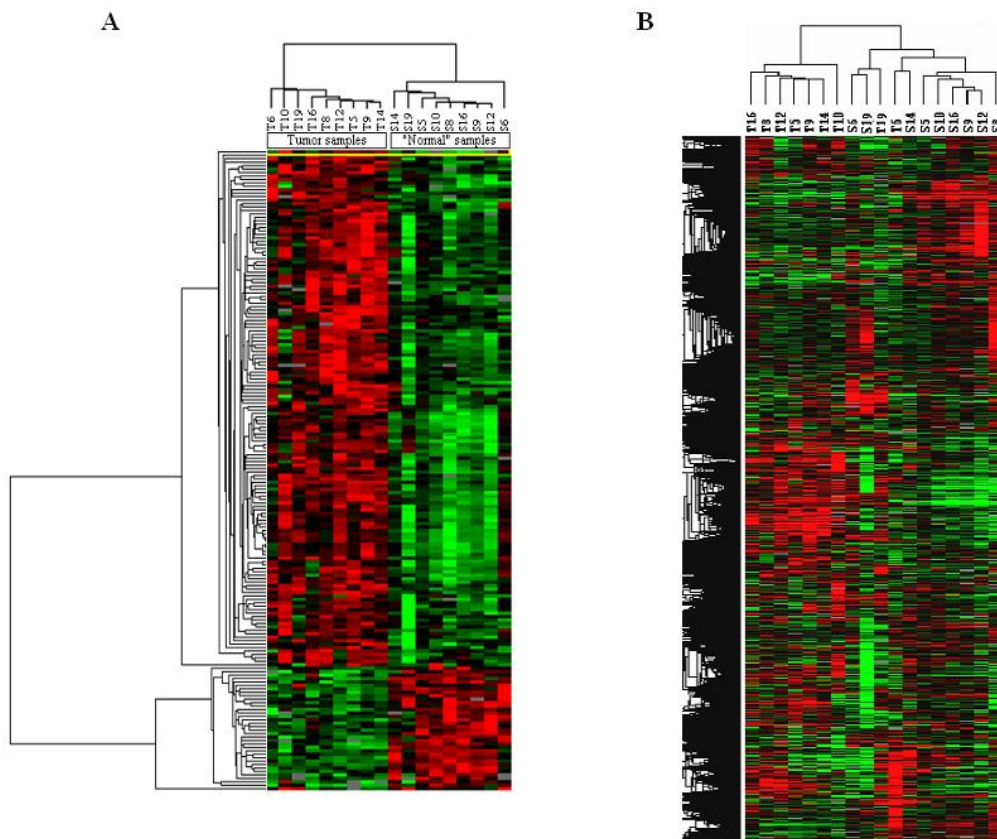 A
B
T6 T10 T19 T16 T8 T12 T5 T9 T14 S14 S19 S5 S10 S8 S16 S9 S12 S6
Tumor samples
"Normal" samples
T16 T8 T12 T5 T9 T14 T10 S6 S19 T19 T6 S14 S5 S10 S16 S9 S12